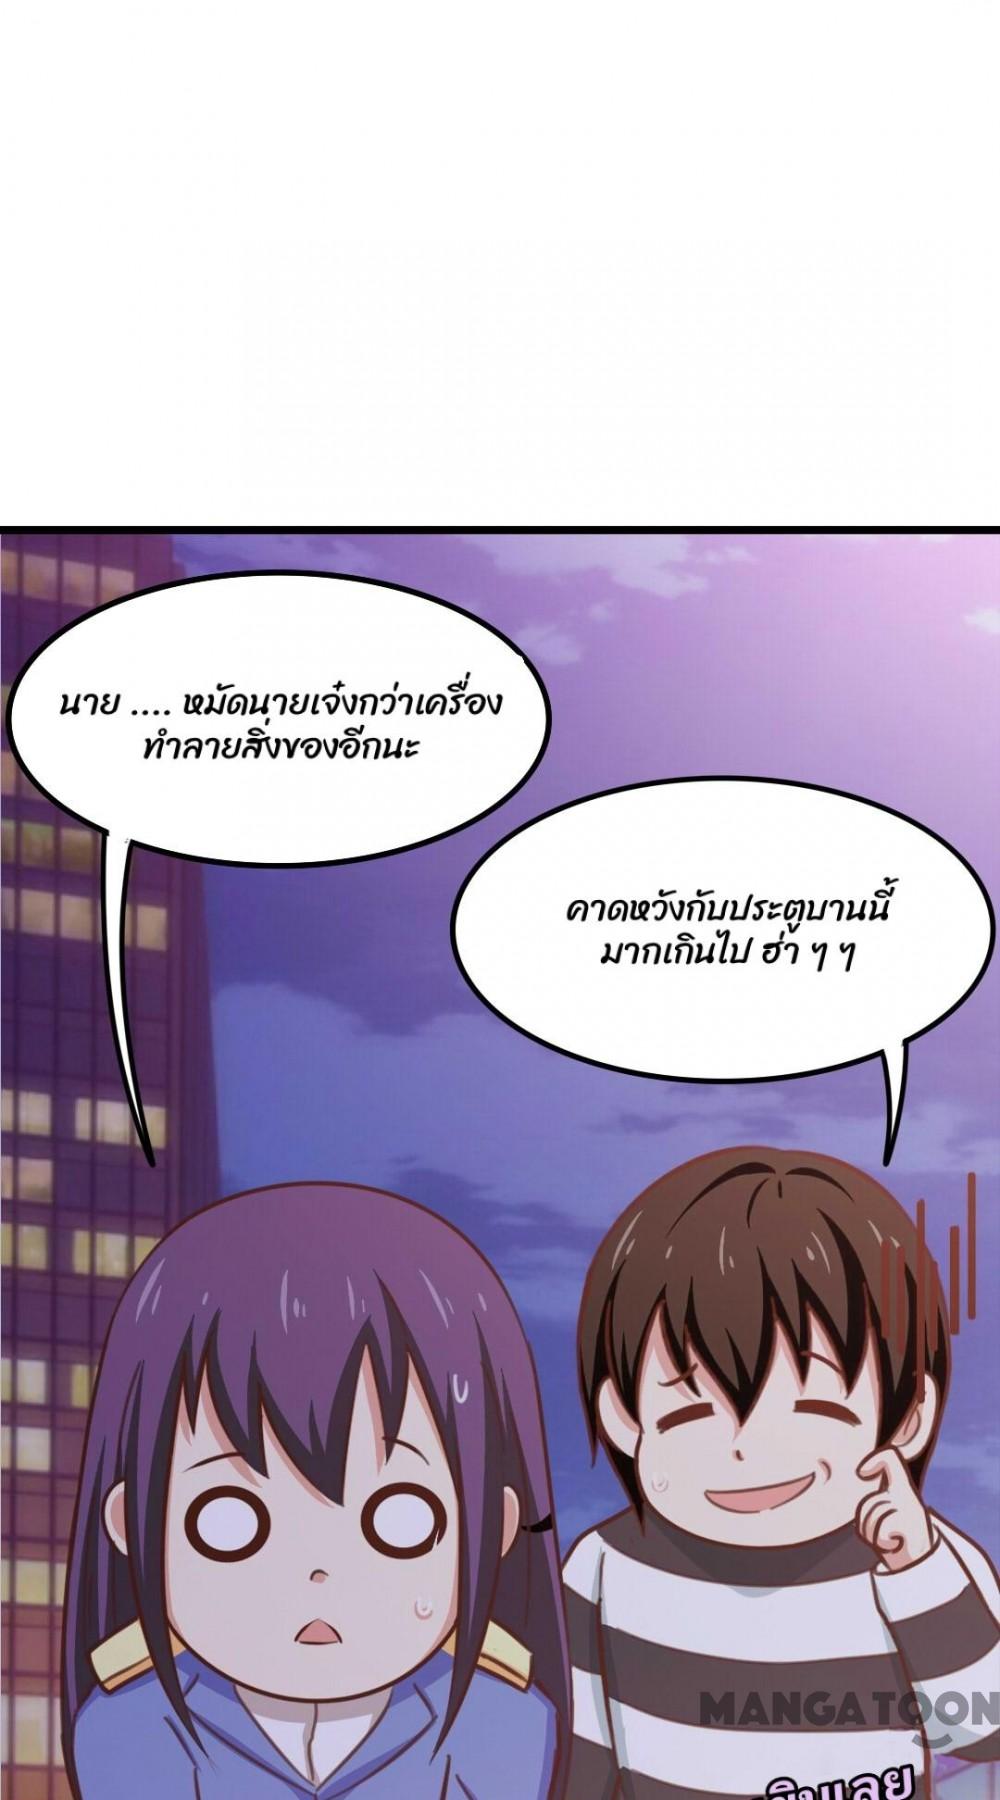 นาย .... หมัดนายเจ๋งกว่าเครื่อง
ทำลายสิ่งของอีกนะ
คาดหวังกับประตูบานนี้
มากเกินไป ฮ่า ๆ ๆ
MANGATOON